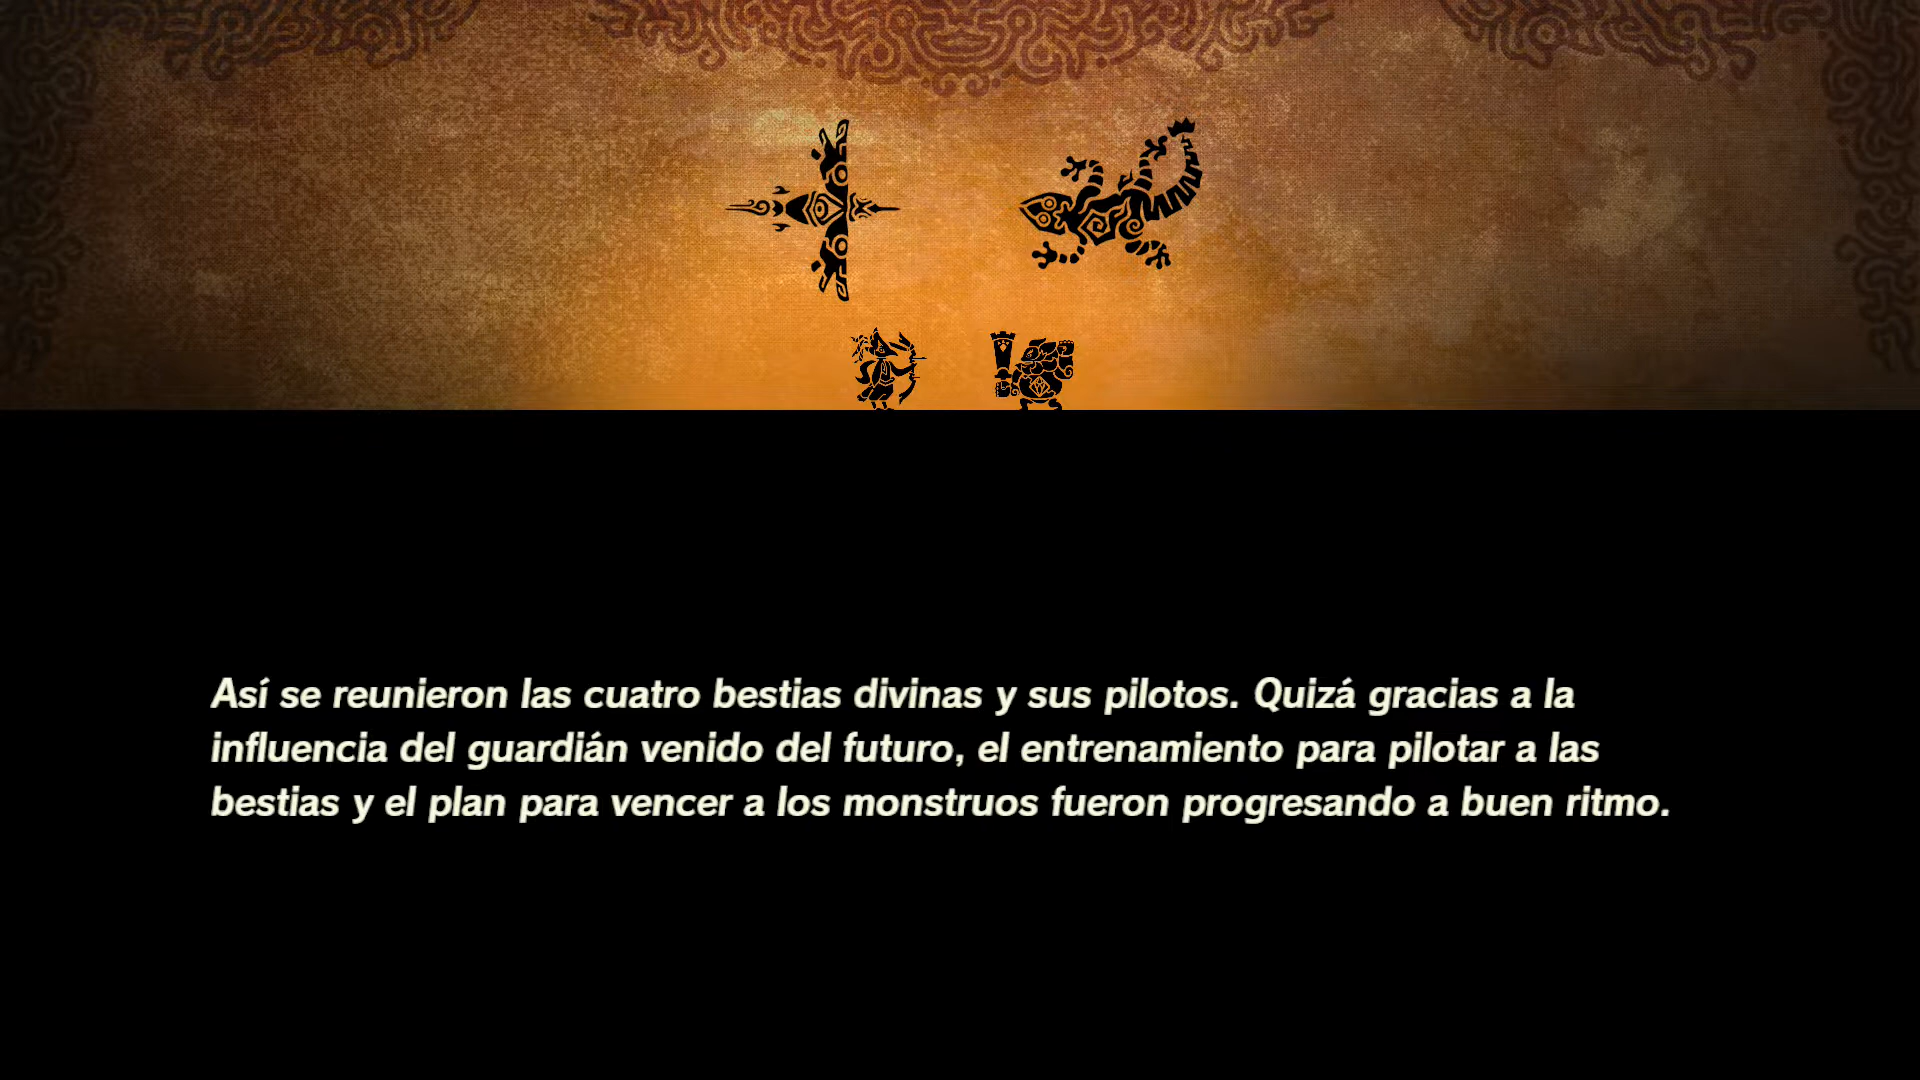 Así se reunieron las cuatro bestias divinas y sus pilotos. Quizá gracias a la
influencia del guardián venido del futuro, el entrenamiento para pilotar a las
bestias y el plan para vencer a los monstruos fueron progresando a buen ritmo.